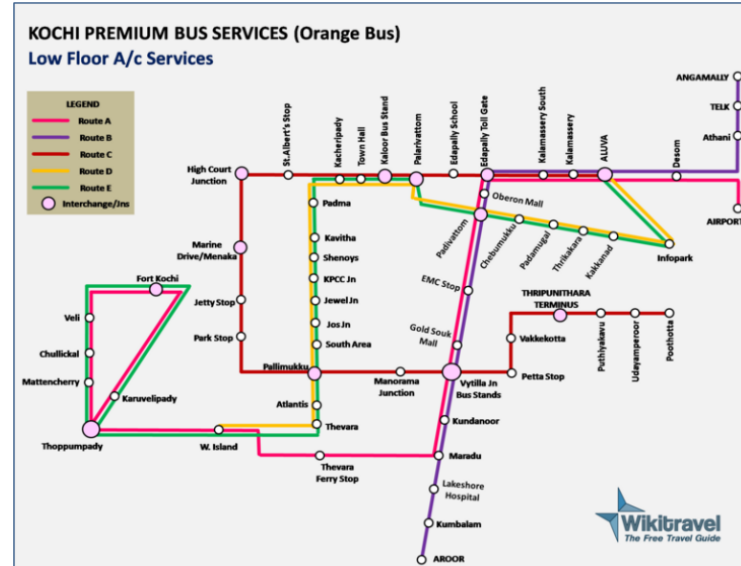 KOCHI PREMIUM BUS SERVICES (Orange Bus)
Low Floor A/c Services
LEGEND
Route A
Route B
Route C
Route D
Route E
Interchange/Jns
High Court
Junction
St.Albert's Stop
Kacheripady
Town Hall
Kaloor Bus Stand
Palarivattom
Edapally School
Edapally Toll Gate
Kalamassery South
Kalamassery
ALUVA
Desom
ANGAMALLY
TELK
Athani
AIRPORT
Oberon Mall
Padivattom
Chebumukku
Padamugal
Thrikakara
Kakkanad
Infopark
Padma
Kavitha
Shenoys
KPCC Jn
Jewel Jn
Jos Jn
South Area
Pallimukku
Atlantis
Thevara
Marine
Drive/Menaka
Jetty Stop
Park Stop
EMC Stop
Gold Souk
Mall
THRIPUNITHARA
TERMINUS
Vakkekotta
Puthiyakavu
Udayamperoor
Poothotta
Petta Stop
Manorama
Junction
Vytilla Jn
Bus Stands
Kundanoor
Maradu
Lakeshore
Hospital
Kumbalam
AROOR
Fort Kochi
Veli
Chullickal
Mattencherry
Karuvelipady
Thoppumpady
W. Island
Thevara
Ferry Stop
Wikitravel
The Free Travel Guide